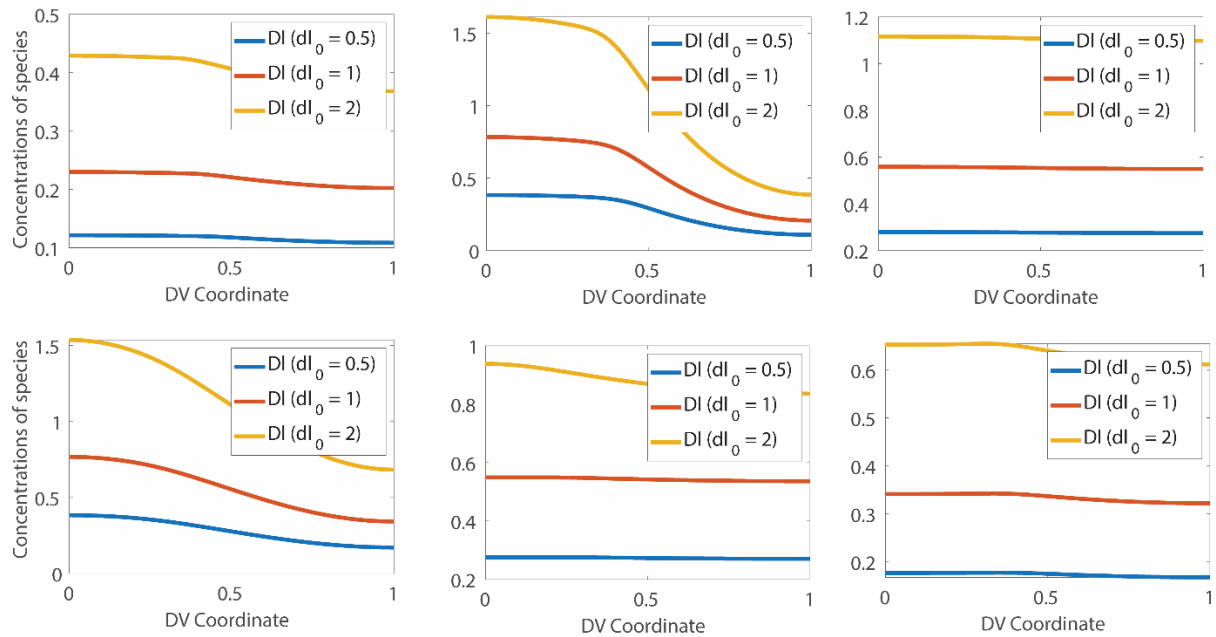 0.5
0.4
0.3
0.2
0.1
0
0.5
1
Concentrations of species
DV Coordinate
Dl (dl0 = 0.5)
Dl (dl0 = 1)
Dl (dl0 = 2)
1.5
1
0.5
0
0
0.5
1
DV Coordinate
Dl (dl0 = 0.5)
Dl (dl0 = 1)
Dl (dl0 = 2)
1.2
1
0.8
0.6
0.4
0.2
0
0.5
1
DV Coordinate
Dl (dl0 = 0.5)
Dl (dl0 = 1)
Dl (dl0 = 2)
1.5
1
0.5
0
0
0.5
1
Concentrations of species
DV Coordinate
Dl (dl0 = 0.5)
Dl (dl0 = 1)
Dl (dl0 = 2)
1
0.8
0.6
0.4
0.2
0
0.5
1
DV Coordinate
Dl (dl0 = 0.5)
Dl (dl0 = 1)
Dl (dl0 = 2)
0.6
0.5
0.4
0.3
0.2
0
0.5
1
DV Coordinate
Dl (dl0 = 0.5)
Dl (dl0 = 1)
Dl (dl0 = 2)